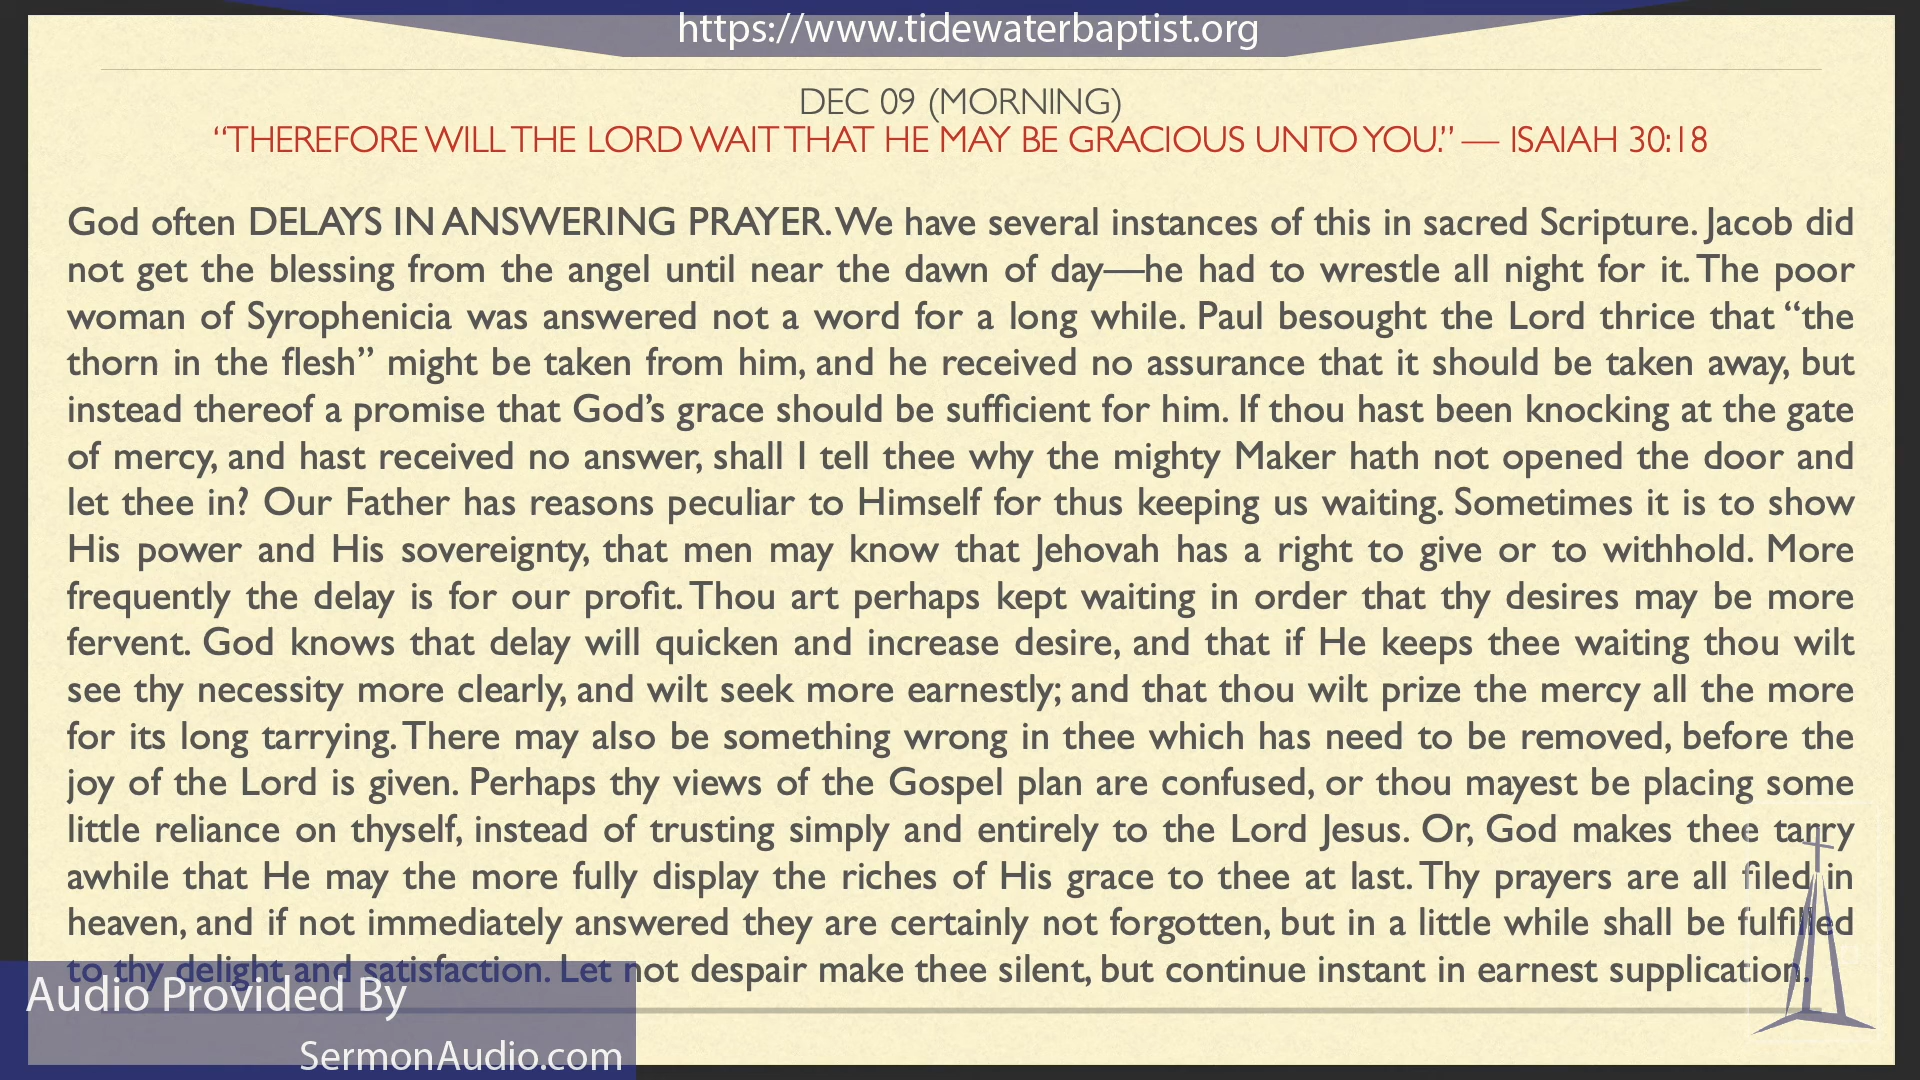 https://www.tidewaterbaptist.org
DEC 09 (MORNING)
“THEREFORE WILL THE LORD WAIT THAT HE MAY BE GRACIOUS UNTO YOU.” — ISAIAH 30:18
God often DELAYS IN ANSWERING PRAYER. We have several instances of this in sacred Scripture. Jacob did
not get the blessing from the angel until near the dawn of day—he had to wrestle all night for it. The poor
woman of Syrophenicia was answered not a word for a long while. Paul besought the Lord thrice that “the
thorn in the flesh” might be taken from him, and he received no assurance that it should be taken away, but
instead thereof a promise that God’s grace should be sufficient for him. If thou hast been knocking at the gate
of mercy, and hast received no answer, shall I tell thee why the mighty Maker hath not opened the door and
let thee in? Our Father has reasons peculiar to Himself for thus keeping us waiting. Sometimes it is to show
His power and His sovereignty, that men may know that Jehovah has a right to give or to withhold. More
frequently the delay is for our profit. Thou art perhaps kept waiting in order that thy desires may be more
fervent. God knows that delay will quicken and increase desire, and that if He keeps thee waiting thou wilt
see thy necessity more clearly, and wilt seek more earnestly; and that thou wilt prize the mercy all the more
for its long tarrying. There may also be something wrong in thee which has need to be removed, before the
joy of the Lord is given. Perhaps thy views of the Gospel plan are confused, or thou mayest be placing some
little reliance on thyself, instead of trusting simply and entirely to the Lord Jesus. Or, God makes thee tarry
awhile that He may the more fully display the riches of His grace to thee at last. Thy prayers are all filed in
heaven, and if not immediately answered they are certainly not forgotten, but in a little while shall be fulfilled
to thy delight and satisfaction. Let not despair make thee silent, but continue instant in earnest supplication.
Audio Provided By
SermonAudio.com